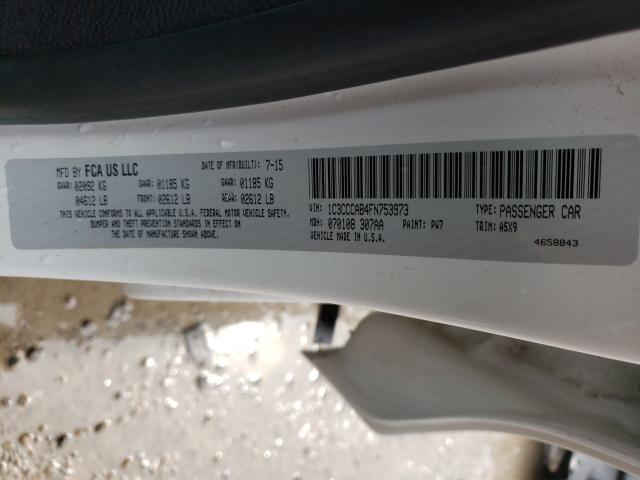 MFD BY FCA US LLC DATE OF MFR(BUILT): 7-15
GVWR: 02092 KG GAWR: 01185 KG GAWR: 01185 KG
04612 LB FRONT: 02612 LB REAR: 02612 LB
THIS VEHICLE CONFORMS TO ALL APPLICABLE FEDERAL MOTOR VEHICLE SAFETY,
BUMPER AND THEFT PREVENTION STANDARDS IN EFFECT ON
THE DATE OF MANUFACTURE SHOWN ABOVE.
VIN: 1C3CCCAB4FN753973 TYPE: PASSENGER CAR
MDH: 070108 307AA PAINT: PW7 TRIM: A5X9
VEHICLE MADE IN U.S.A. 4658843